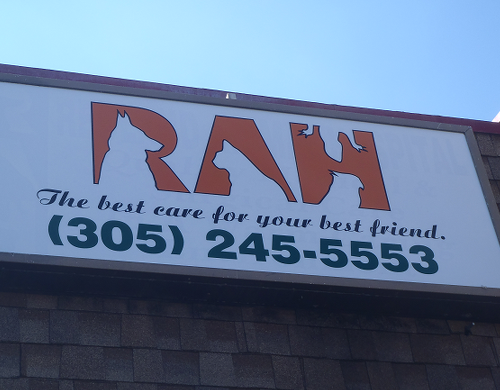 RAH
The best care for your best friend.
(305) 245-5553